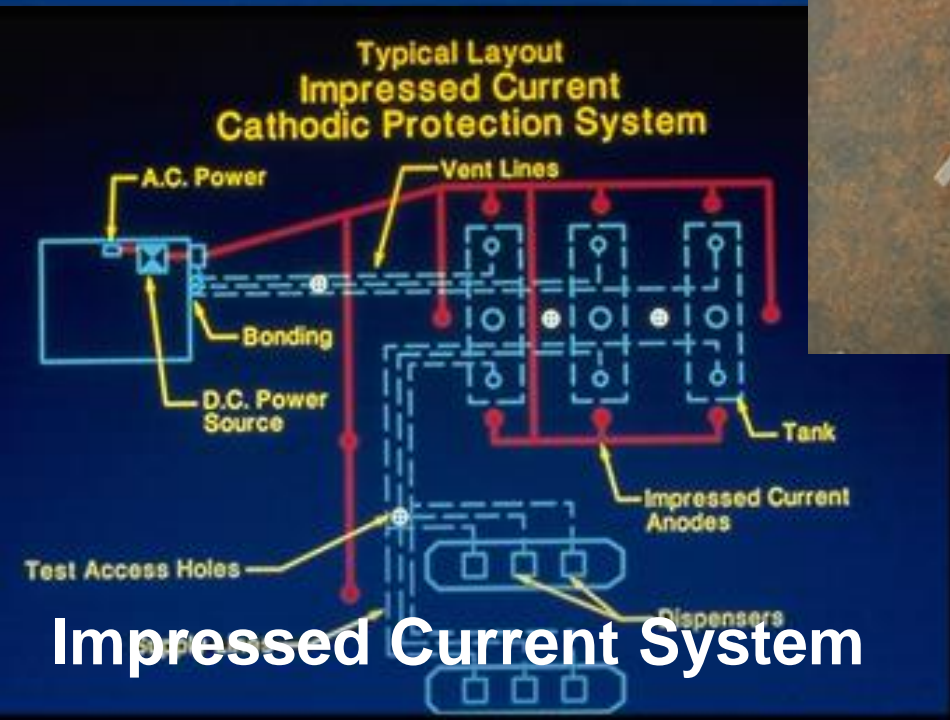 Typical Layout
Impressed Current
Cathodic Protection System
A.C. Power
Vent Lines
Bonding
D.C. Power
Source
Tank
Impressed Current
Anodes
Test Access Holes
Dispensers
Impressed Current System